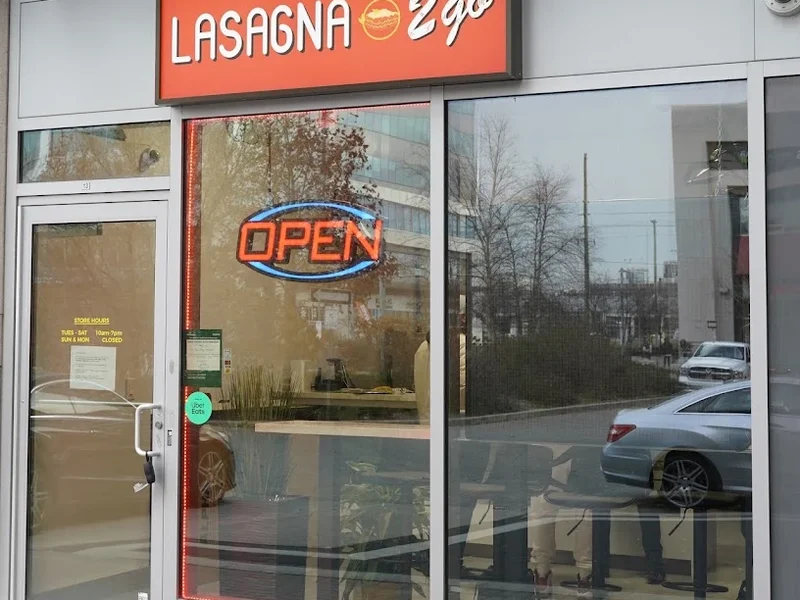 LASAGNA 2go
OPEN
STORE HOURS
TUES - SAT 10am-7pm
SUN & MON CLOSED
Uber
Eats